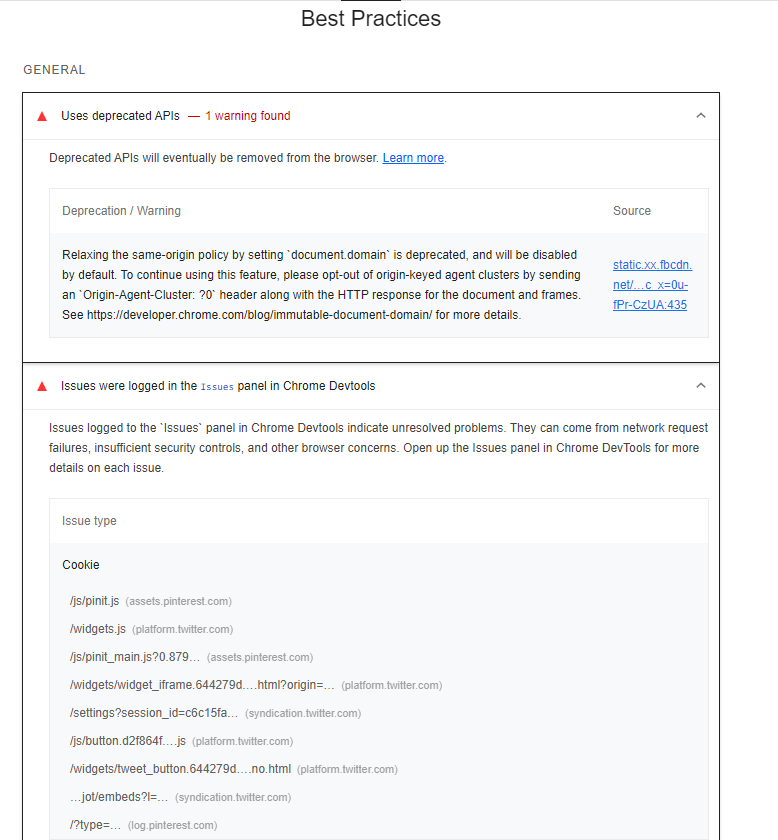 Best Practices
GENERAL
Uses deprecated APIs — 1 warning found
Deprecated APIs will eventually be removed from the browser. Learn more.
Deprecation / Warning Source
Relaxing the same-origin policy by setting `document.domain` is deprecated, and will be disabled
by default. To continue using this feature, please opt-out of origin-keyed agent clusters by sending
an `Origin-Agent-Cluster: ?0` header along with the HTTP response for the document and frames.
See https://developer.chrome.com/blog/immutable-document-domain/ for more details.
static.xx.fbcdn.
net/…c_x=0u-
fPr-CzUA:435
Issues were logged in the Issues panel in Chrome Devtools
Issues logged to the `Issues` panel in Chrome Devtools indicate unresolved problems. They can come from network request
failures, insufficient security controls, and other browser concerns. Open up the Issues panel in Chrome DevTools for more
details on each issue.
Issue type
Cookie
/js/pinit.js (assets.pinterest.com)
/widgets.js (platform.twitter.com)
/js/pinit_main.js?0.879… (assets.pinterest.com)
/widgets/widget_iframe.644279d….html?origin=… (platform.twitter.com)
/settings?session_id=c6c15fa… (syndication.twitter.com)
/js/button.d2f864f….js (platform.twitter.com)
/widgets/tweet_button.644279d….no.html (platform.twitter.com)
…jot/embeds?l=… (syndication.twitter.com)
/?type=… (log.pinterest.com)